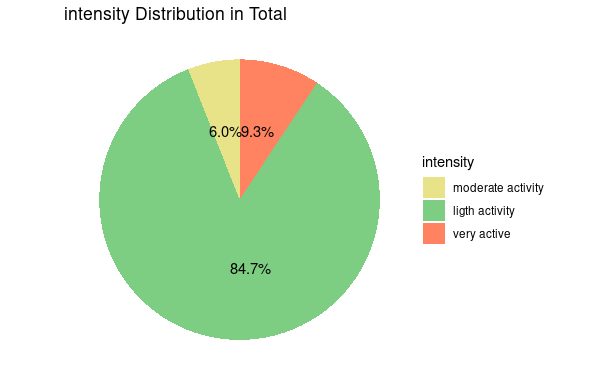 intensity Distribution in Total
6.0%
9.3%
84.7%
intensity
moderate activity
ligth activity
very active